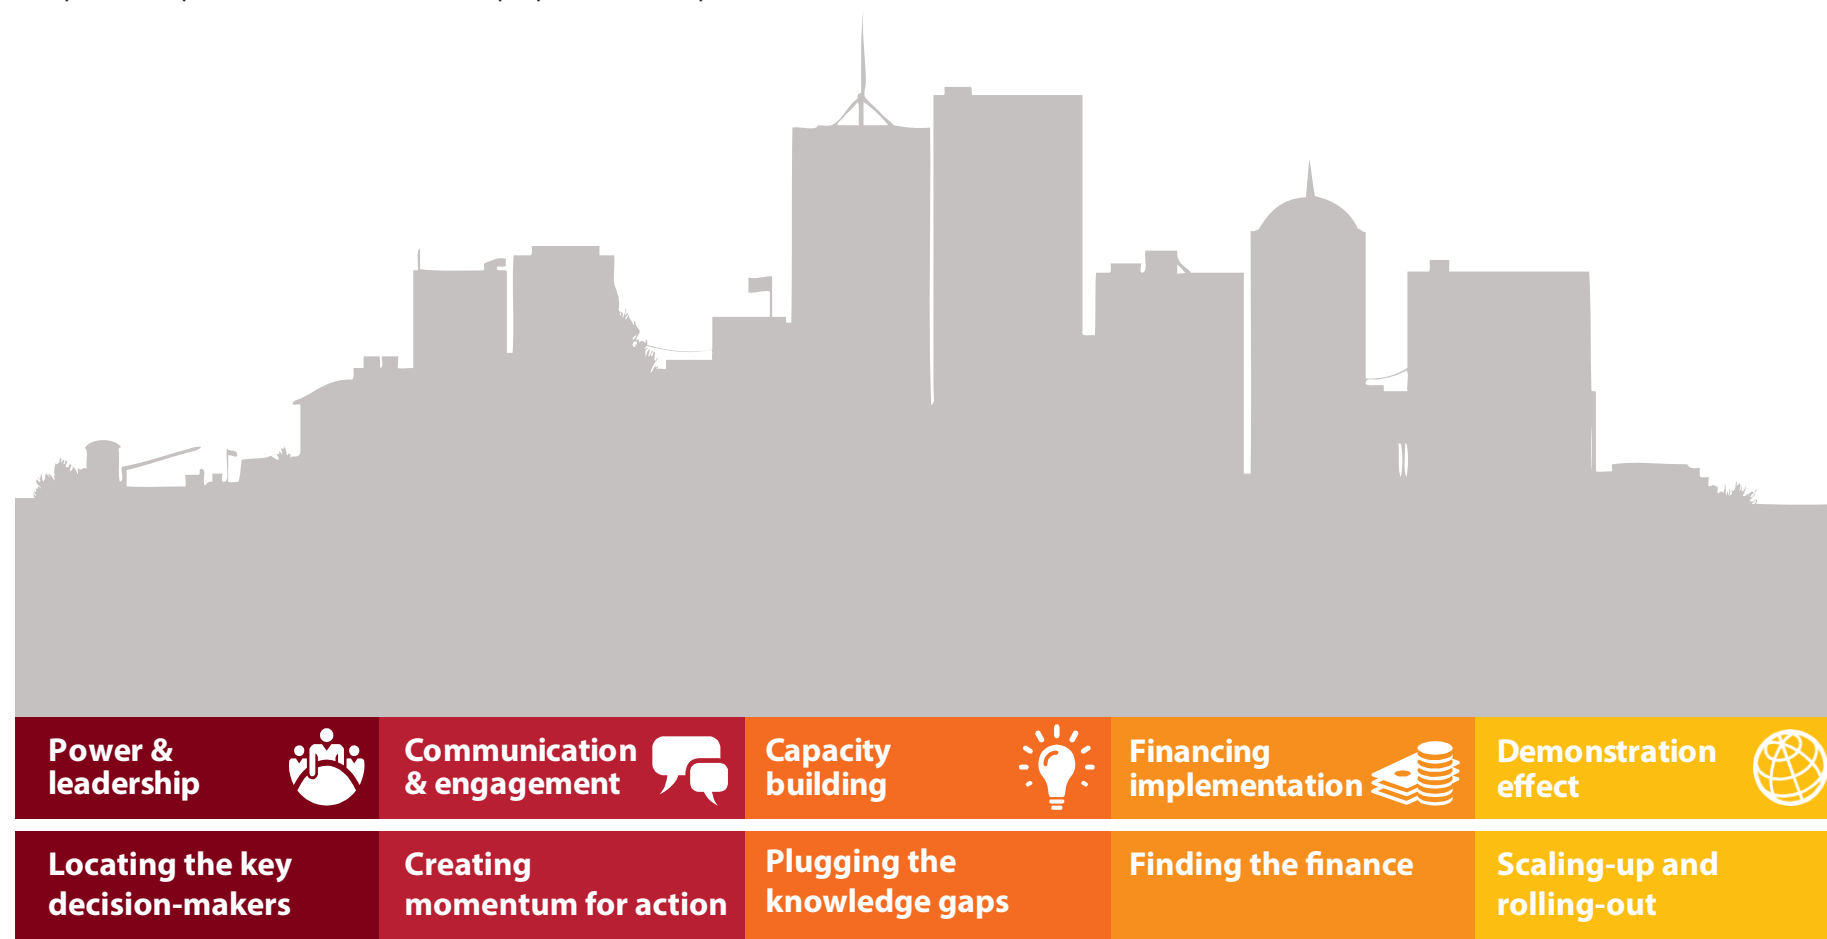 Power &
leadership
Communication
& engagement
Capacity
building
Financing
implementation
Demonstration
effect
Locating the key
decision-makers
Creating
momentum for action
Plugging the
knowledge gaps
Finding the finance
Scaling-up and
rolling-out